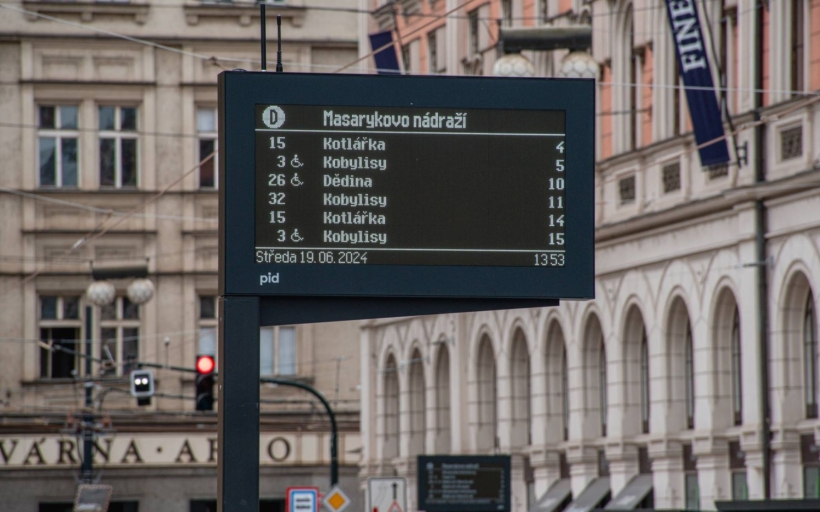 FINE
D Masarykovo nádraží
15 Kotlářka 4
3 Kobylisy 5
26 Dědina 10
32 Kobylisy 11
15 Kotlářka 14
3 Kobylisy 15
Středa 19.06.2024 13 53
pid
VÁRNA · AR